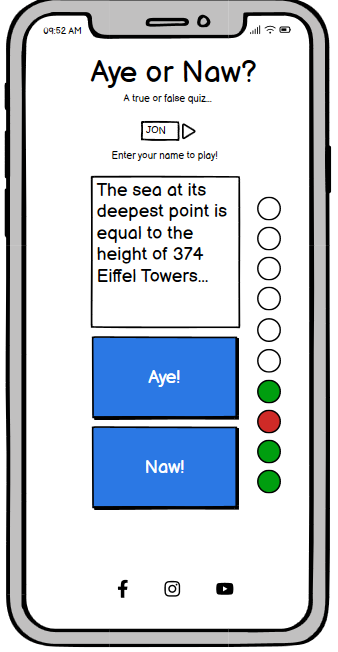 09:52 AM
Aye or Naw?
A true or false quiz...
JON
Enter your name to play!
The sea at its
deepest point is
equal to the
height of 374
Eiffel Towers...
Aye!
Naw!